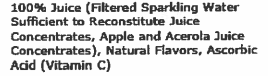 100% Juice (Filtered Sparkling Water
Sufficient to Reconstitute Juice
Concentrates, Apple and Acerola Juice
Concentrates), Natural Flavors, Ascorbic
Acid (Vitamin C)